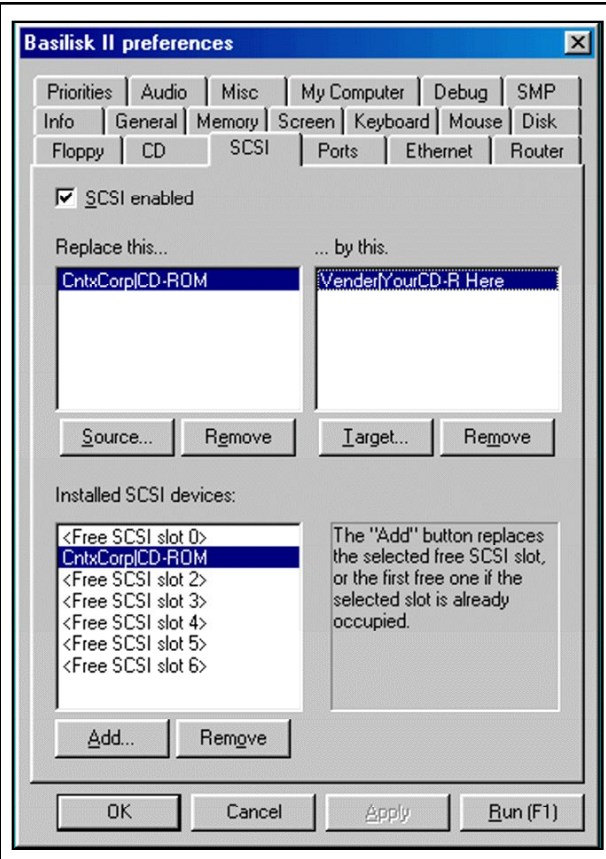 Basilisk II preferences
Priorities Audio Misc My Computer Debug SMP
Info General Memory Screen Keyboard Mouse Disk
Floppy CD SCSI Ports Ethernet Router
SCSI enabled
Replace this... ... by this.
CntxCorp|CD-ROM Vender|YourCD-R Here
Source... Remove Target... Remove
Installed SCSI devices:
<Free SCSI slot 0>
CntxCorp|CD-ROM
<Free SCSI slot 2>
<Free SCSI slot 3>
<Free SCSI slot 4>
<Free SCSI slot 5>
<Free SCSI slot 6>
The "Add" button replaces
the selected free SCSI slot,
or the first free one if the
selected slot is already
occupied.
Add... Remove
OK Cancel Apply Run (F1)